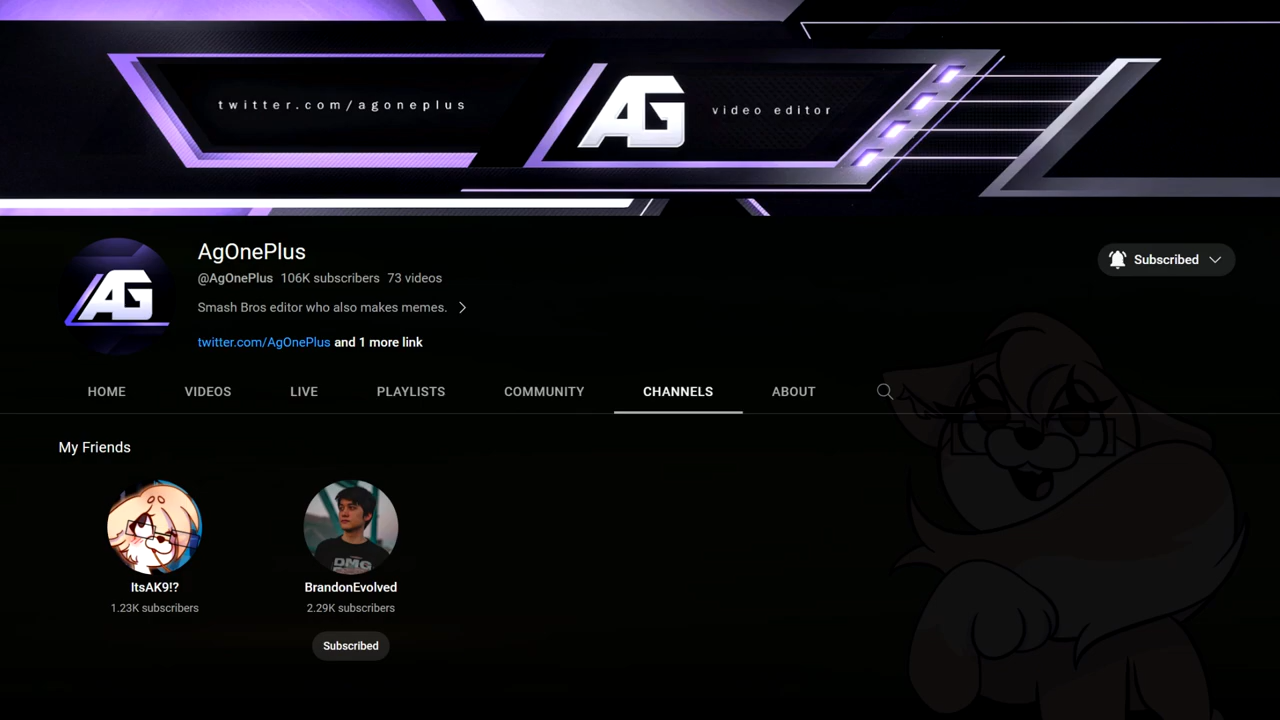 twitter.com/agoneplus
AG
video editor
AG
AgOnePlus
@AgOnePlus 106K subscribers 73 videos
Smash Bros editor who also makes memes.
twitter.com/AgOnePlus and 1 more link
Subscribed
HOME VIDEOS LIVE PLAYLISTS COMMUNITY CHANNELS ABOUT
My Friends
DMG
ItsAK9!? BrandonEvolved
1.23K subscribers 2.29K subscribers
Subscribed